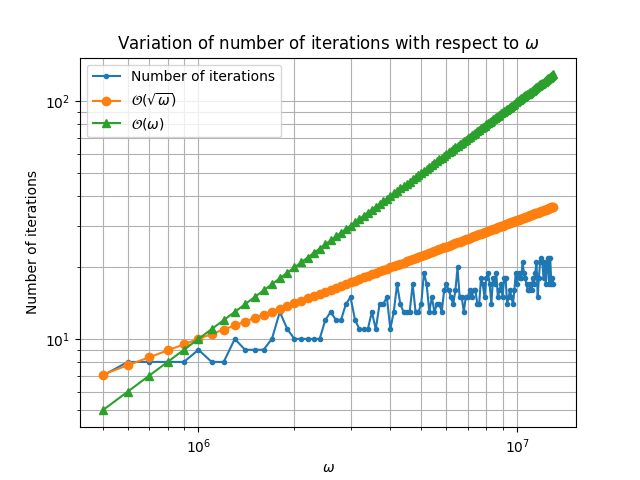 Variation of number of iterations with respect to ω
Number of iterations
𝒪(√ω)
𝒪(ω)
Number of iterations
10²
10¹
10⁶
10⁷
ω